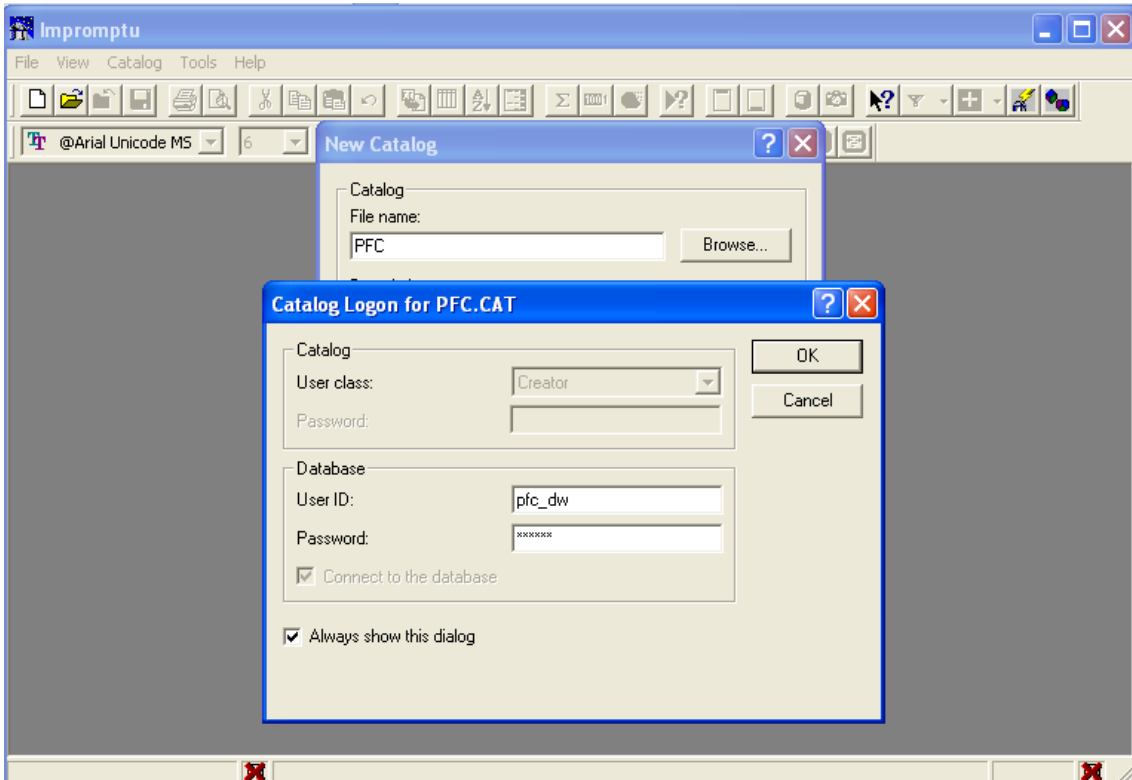 Impromptu
File View Catalog Tools Help
@Arial Unicode MS 6
New Catalog
Catalog
File name:
PFC Browse...
Catalog Logon for PFC.CAT
Catalog
User class: Creator
Password:
OK
Cancel
Database
User ID: pfc_dw
Password: ******
Connect to the database
Always show this dialog